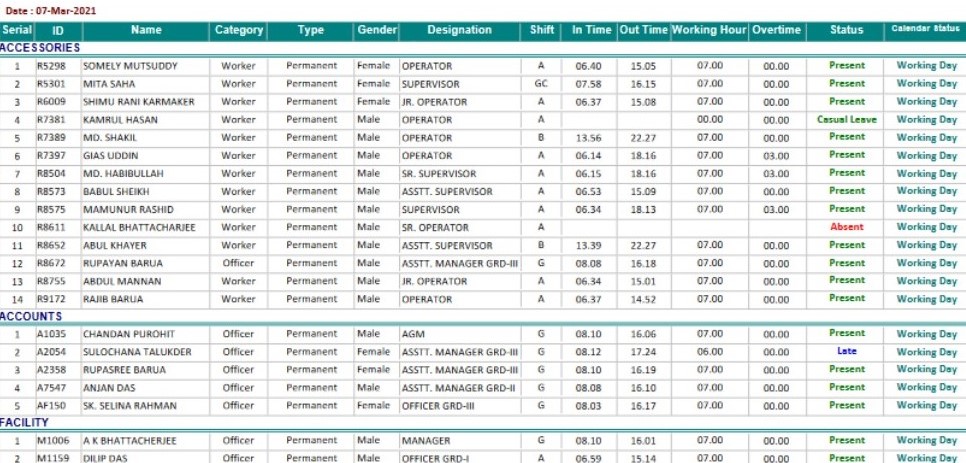 Date : 07-Mar-2021
Serial ID Name Category Type Gender Designation Shift In Time Out Time Working Hour Overtime Status Calendar Status
ACCESSORIES
1 R5298 SOMELY MUTSUDDY Worker Permanent Female OPERATOR A 06.40 15.05 07.00 00.00 Present Working Day
2 R5301 MITA SAHA Worker Permanent Female SUPERVISOR GC 07.58 16.15 07.00 00.00 Present Working Day
3 R6009 SHIMU RANI KARMAKER Worker Permanent Female JR. OPERATOR A 06.37 15.08 07.00 00.00 Present Working Day
4 R7381 KAMRUL HASAN Worker Permanent Male OPERATOR A 00.00 00.00 Casual Leave Working Day
5 R7389 MD. SHAKIL Worker Permanent Male OPERATOR B 13.56 22.27 07.00 00.00 Present Working Day
6 R7397 GIAS UDDIN Worker Permanent Male OPERATOR A 06.14 18.16 07.00 03.00 Present Working Day
7 R8504 MD. HABIBULLAH Worker Permanent Male SR. SUPERVISOR A 06.15 18.16 07.00 03.00 Present Working Day
8 R8573 BABUL SHEIKH Worker Permanent Male ASSTT. SUPERVISOR A 06.53 15.09 07.00 00.00 Present Working Day
9 R8575 MAMUNUR RASHID Worker Permanent Male SUPERVISOR A 06.34 18.13 07.00 03.00 Present Working Day
10 R8611 KALLAL BHATTACHARJEE Worker Permanent Male SR. OPERATOR A Absent Working Day
11 R8652 ABUL KHAYER Worker Permanent Male ASSTT. SUPERVISOR B 13.39 22.27 07.00 00.00 Present Working Day
12 R8672 RUPAYAN BARUA Officer Permanent Male ASSTT. MANAGER GRD-III G 08.08 16.18 07.00 00.00 Present Working Day
13 R8755 ABDUL MANNAN Worker Permanent Male JR. OPERATOR A 06.34 15.01 07.00 00.00 Present Working Day
14 R9172 RAJIB BARUA Worker Permanent Male OPERATOR A 06.37 14.52 07.00 00.00 Present Working Day
ACCOUNTS
1 A1035 CHANDAN PUROHIT Officer Permanent Male AGM G 08.10 16.06 07.00 00.00 Present Working Day
2 A2054 SULOCHANA TALUKDER Officer Permanent Female ASSTT. MANAGER GRD-III G 08.12 17.24 06.00 00.00 Late Working Day
3 A2358 RUPASREE BARUA Officer Permanent Female ASSTT. MANAGER GRD-III G 08.10 16.19 07.00 00.00 Present Working Day
4 A7547 ANJAN DAS Officer Permanent Male ASSTT. MANAGER GRD-II G 08.08 16.10 07.00 00.00 Present Working Day
5 AF150 SK. SELINA RAHMAN Officer Permanent Female OFFICER GRD-III G 08.03 16.17 07.00 00.00 Present Working Day
FACILITY
1 M1006 A K BHATTACHERJEE Officer Permanent Male MANAGER G 08.10 16.01 07.00 00.00 Present Working Day
2 M1159 DILIP DAS Officer Permanent Male OFFICER GRD-I A 06.59 15.14 07.00 00.00 Present Working Day